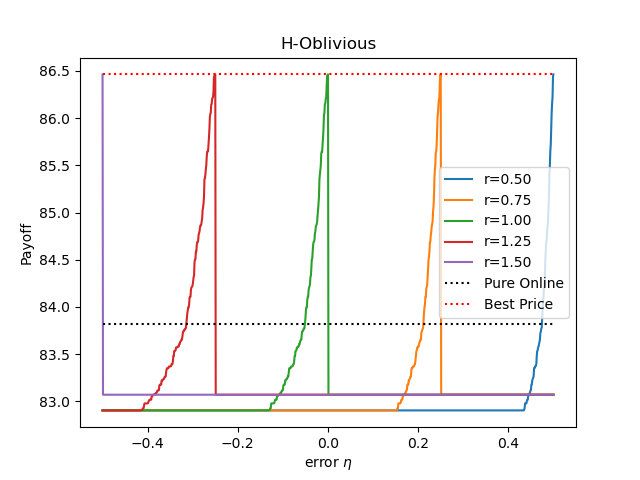 H-Oblivious
86.5
86.0
85.5
85.0
84.5
84.0
83.5
83.0
Payoff
r=0.50
r=0.75
r=1.00
r=1.25
r=1.50
Pure Online
Best Price
−0.4 −0.2 0.0 0.2 0.4
error η